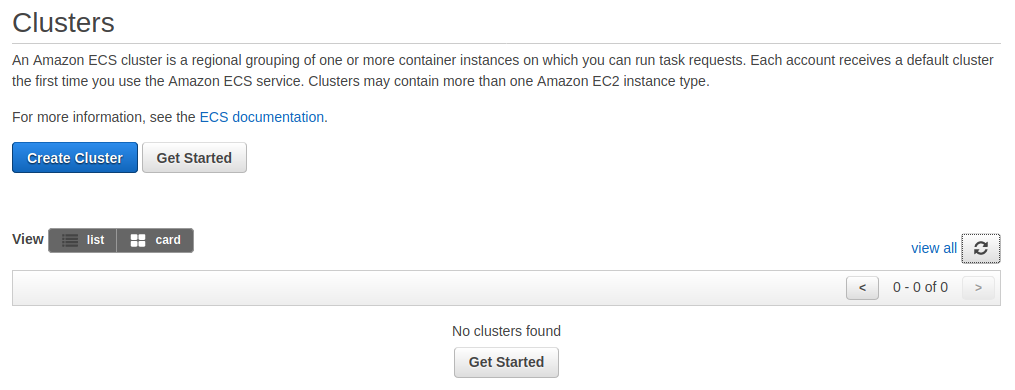 Clusters
An Amazon ECS cluster is a regional grouping of one or more container instances on which you can run task requests. Each account receives a default cluster
the first time you use the Amazon ECS service. Clusters may contain more than one Amazon EC2 instance type.
For more information, see the ECS documentation.
Create Cluster Get Started
View list card
view all
< 0 - 0 of 0 >
No clusters found
Get Started